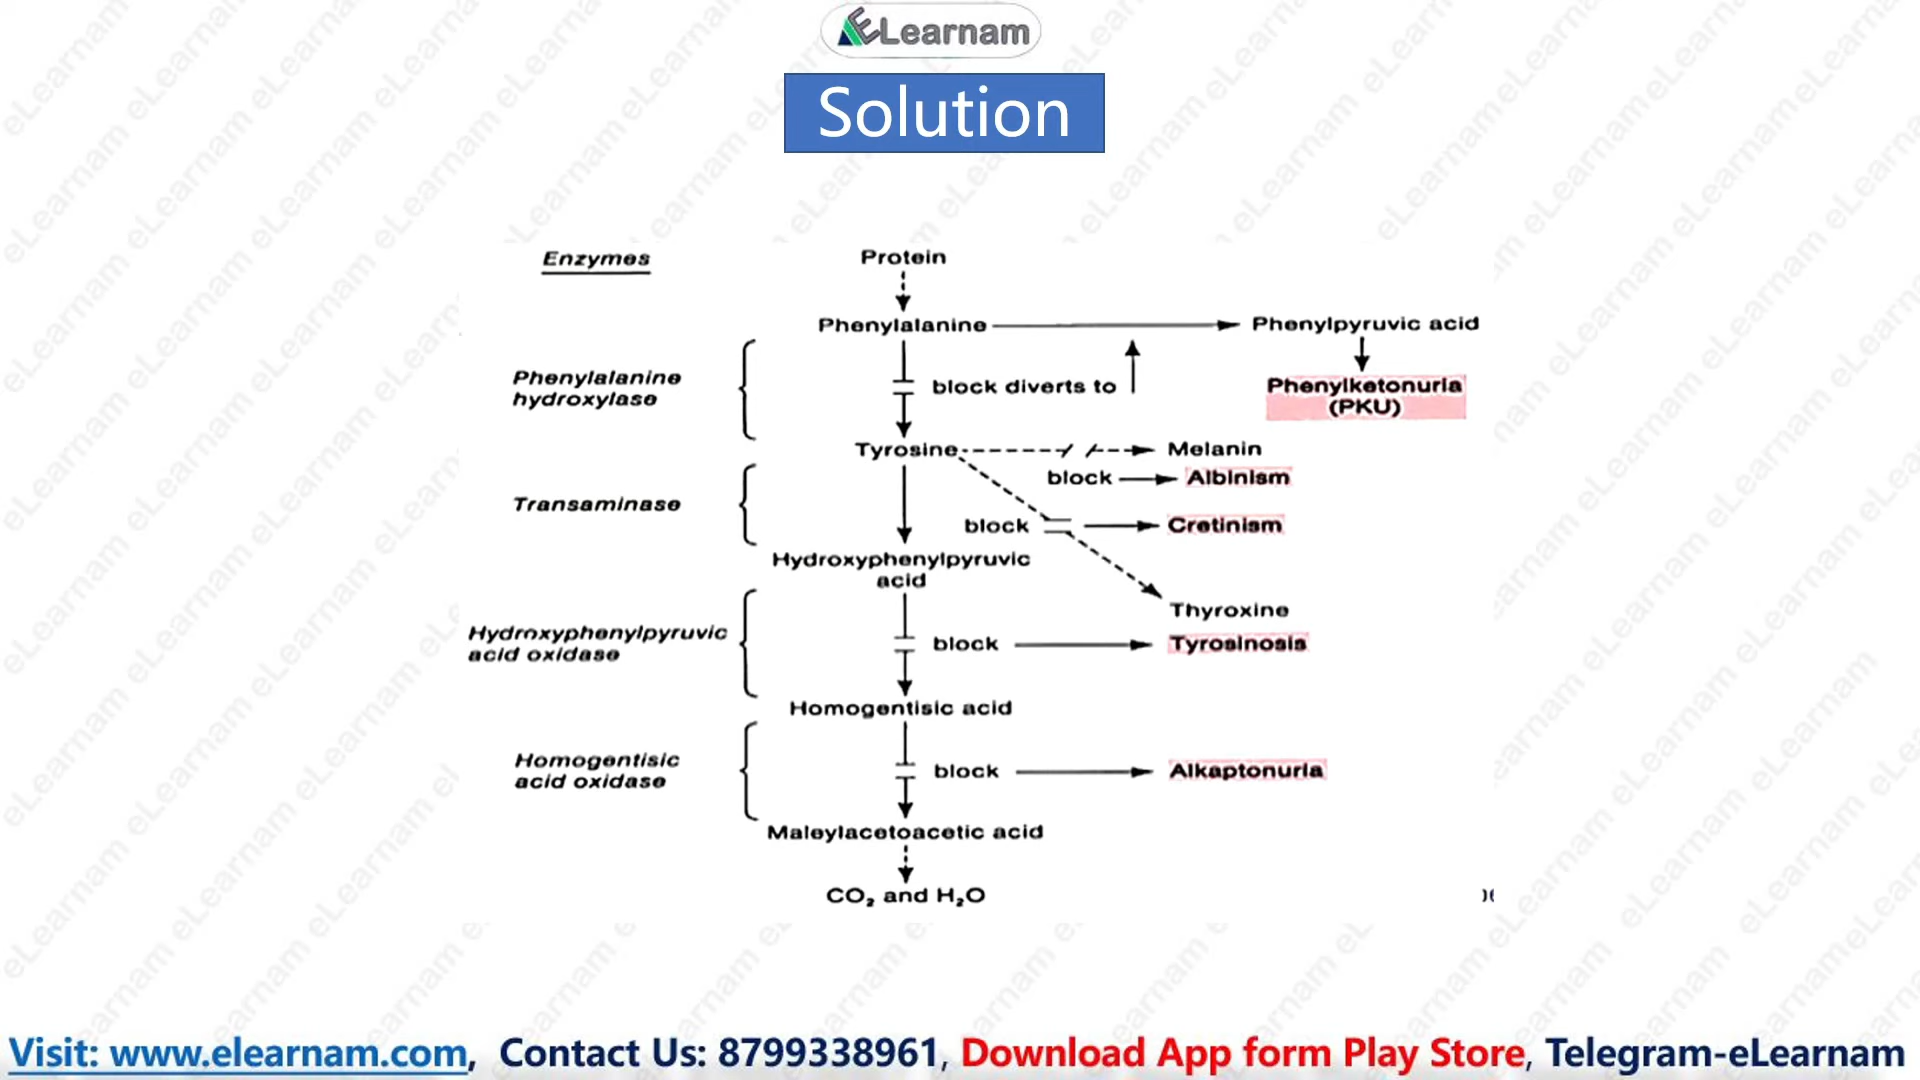 ELearnam
Solution
Enzymes
Protein
Phenylalanine
Phenylpyruvic acid
Phenylalanine
hydroxylase
block diverts to
Phenylketonuria
(PKU)
Tyrosine
Melanin
block
Albinism
Transaminase
block
Cretinism
Hydroxyphenylpyruvic
acid
Thyroxine
Hydroxyphenylpyruvic
acid oxidase
block
Tyrosinosis
Homogentisic acid
Homogentisic
acid oxidase
block
Alkaptonuria
Maleylacetoacetic acid
CO₂ and H₂O
Visit: www.elearnam.com, Contact Us: 8799338961, Download App form Play Store, Telegram-eLearnam